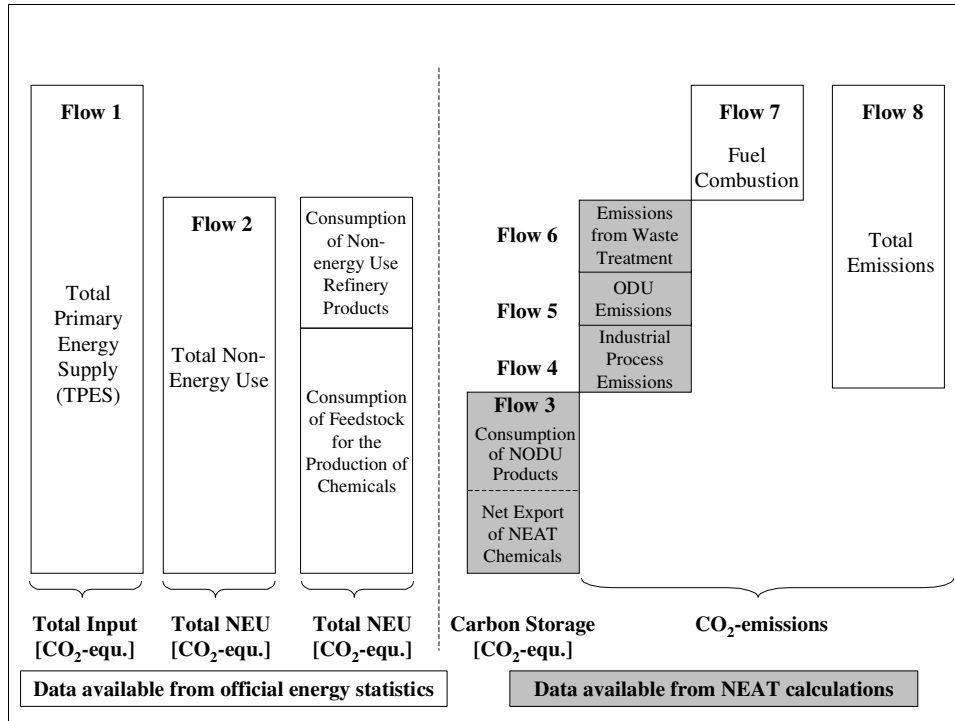 Flow 1
Total
Primary
Energy
Supply
(TPES)
Flow 2
Total Non-
Energy Use
Consumption
of Non-
energy Use
Refinery
Products
Consumption
of Feedstock
for the
Production of
Chemicals
Flow 3
Consumption
of NODU
Products
Net Export
of NEAT
Chemicals
Flow 6
Emissions
from Waste
Treatment
Flow 5
ODU
Emissions
Flow 4
Industrial
Process
Emissions
Flow 7
Fuel
Combustion
Flow 8
Total
Emissions
Total Input
[CO₂-equ.]
Total NEU
[CO₂-equ.]
Total NEU
[CO₂-equ.]
Carbon Storage
[CO₂-equ.]
CO₂-emissions
Data available from official energy statistics
Data available from NEAT calculations